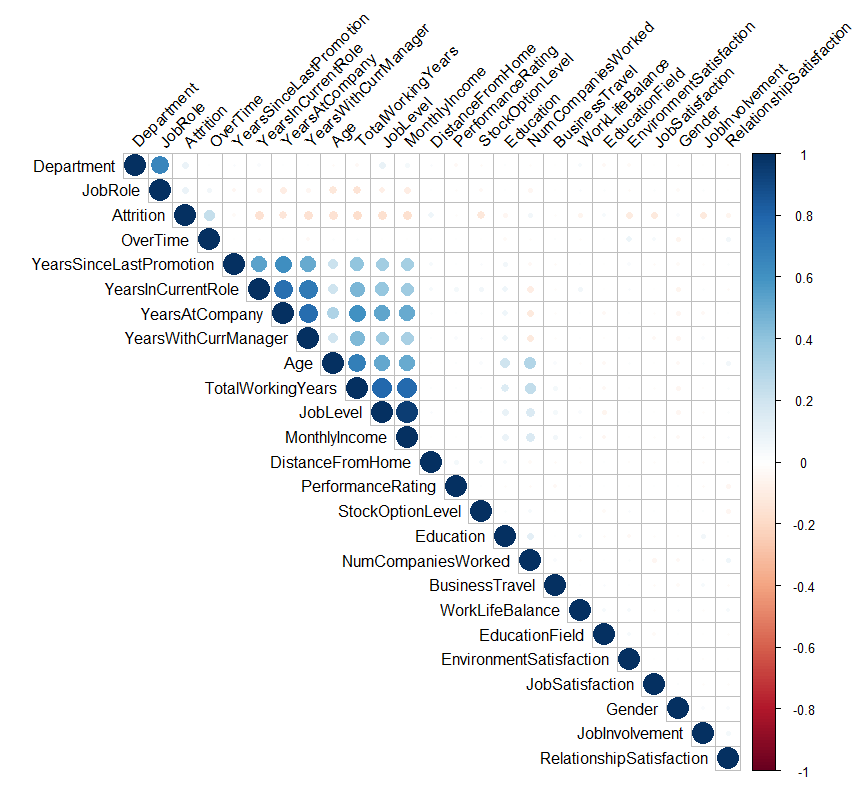 Department
JobRole
Attrition
OverTime
YearsSinceLastPromotion
YearsInCurrentRole
YearsAtCompany
YearsWithCurrManager
Age
TotalWorkingYears
JobLevel
MonthlyIncome
DistanceFromHome
PerformanceRating
StockOptionLevel
Education
NumCompaniesWorked
BusinessTravel
WorkLifeBalance
EducationField
EnvironmentSatisfaction
JobSatisfaction
Gender
JobInvolvement
RelationshipSatisfaction
Department
JobRole
Attrition
OverTime
YearsSinceLastPromotion
YearsInCurrentRole
YearsAtCompany
YearsWithCurrManager
Age
TotalWorkingYears
JobLevel
MonthlyIncome
DistanceFromHome
PerformanceRating
StockOptionLevel
Education
NumCompaniesWorked
BusinessTravel
WorkLifeBalance
EducationField
EnvironmentSatisfaction
JobSatisfaction
Gender
JobInvolvement
RelationshipSatisfaction
1
0.8
0.6
0.4
0.2
0
-0.2
-0.4
-0.6
-0.8
-1